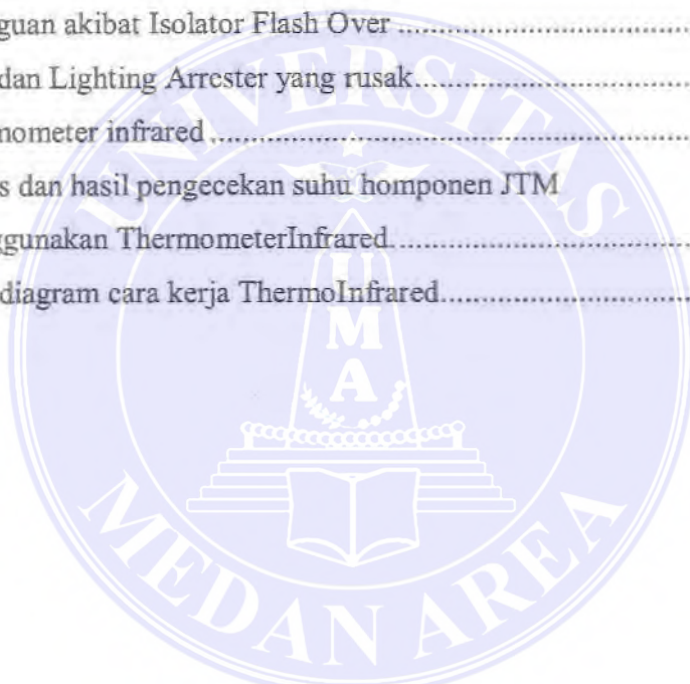 guan akibat Isolator Flash Over ........................................
dan Lighting Arrester yang rusak........................................
mometer infrared ........................................
s dan hasil pengecekan suhu homponen JTM
ggunakan ThermometerInfrared........................................
diagram cara kerja ThermoInfrared........................................
UNIVERSITAS
U
M
A
MEDAN AREA